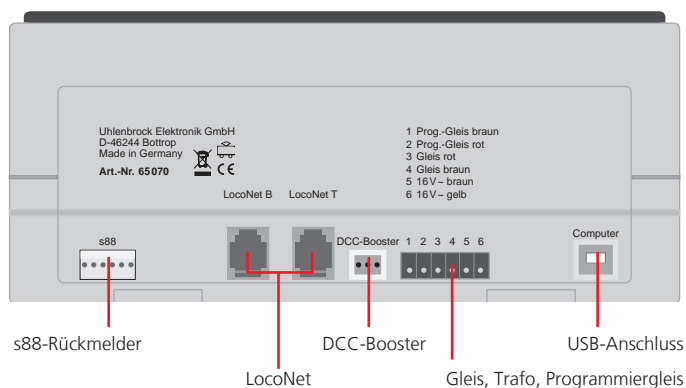 Uhlenbrock Elektronik GmbH
D-46244 Bottrop
Made in Germany
Art.-Nr. 65070
CE
1 Prog.-Gleis braun
2 Prog.-Gleis rot
3 Gleis rot
4 Gleis braun
5 16V~ braun
6 16V~ gelb
LocoNet B LocoNet T
s88
DCC-Booster 1 2 3 4 5 6
Computer
s88-Rückmelder
DCC-Booster
USB-Anschluss
LocoNet
Gleis, Trafo, Programmiergleis